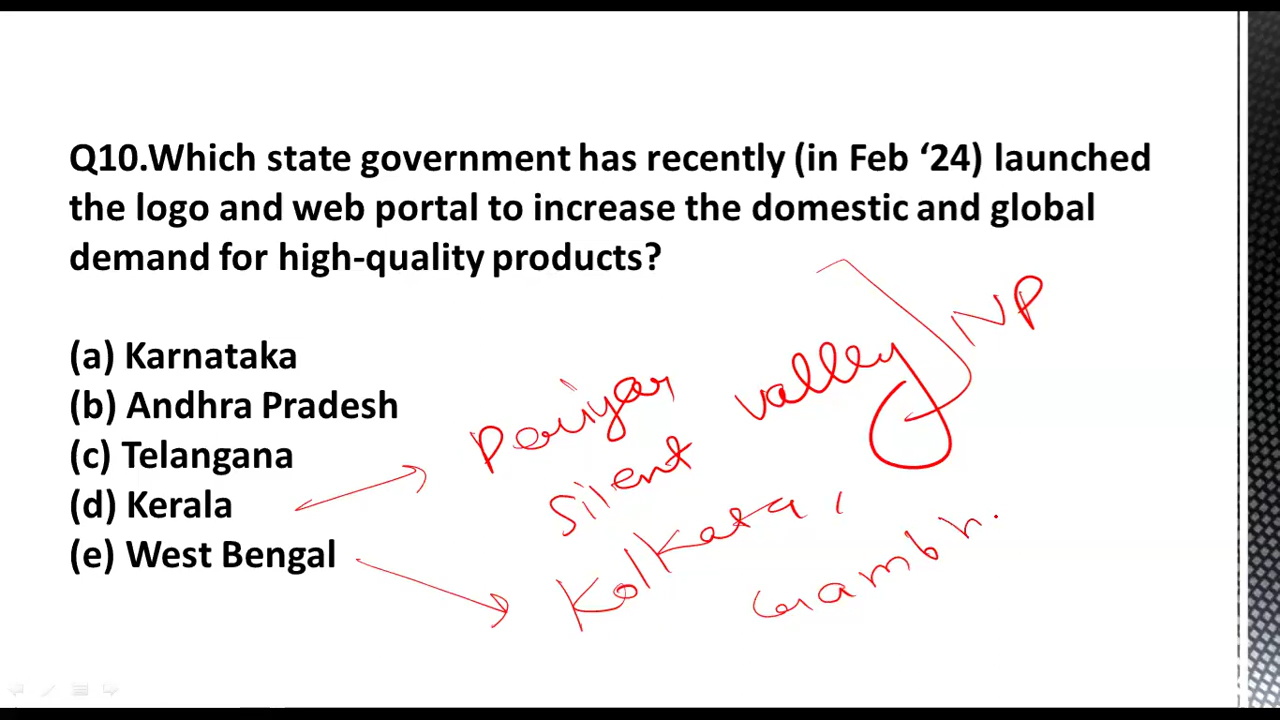 Q10.Which state government has recently (in Feb ‘24) launched
the logo and web portal to increase the domestic and global
demand for high-quality products?
(a) Karnataka
(b) Andhra Pradesh
(c) Telangana
(d) Kerala
(e) West Bengal
NP
Periyar
Silent valley
Kolkata,